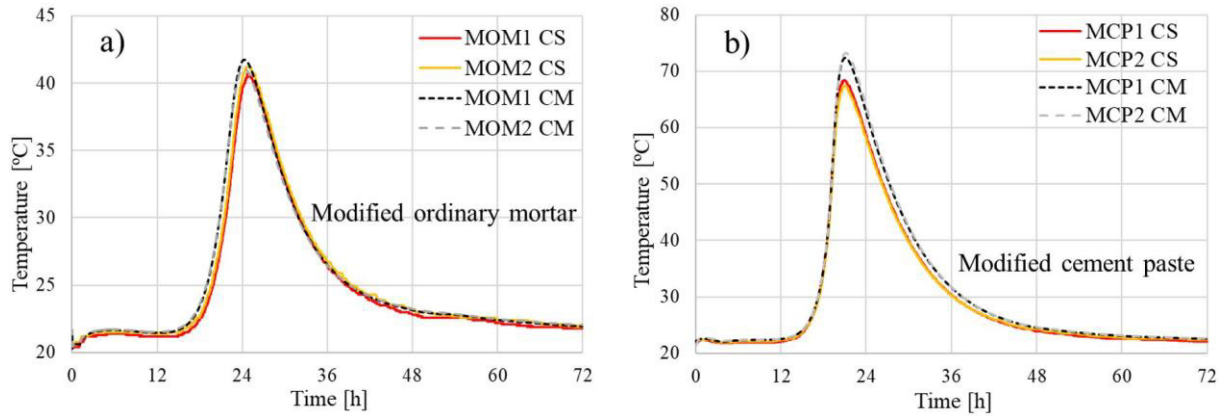 a)
MOM1 CS
MOM2 CS
MOM1 CM
MOM2 CM
Modified ordinary mortar
Temperature [ºC]
45
40
35
30
25
20
0 12 24 36 48 60 72
Time [h]
b)
MCP1 CS
MCP2 CS
MCP1 CM
MCP2 CM
Modified cement paste
Temperature [ºC]
80
70
60
50
40
30
20
0 12 24 36 48 60 72
Time [h]